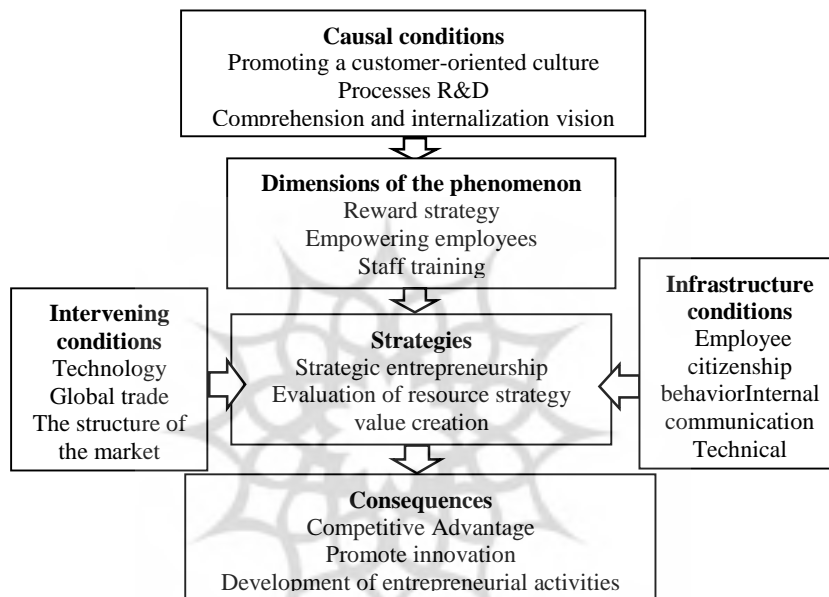 Causal conditions
Promoting a customer-oriented culture
Processes R&D
Comprehension and internalization vision
Dimensions of the phenomenon
Reward strategy
Empowering employees
Staff training
Intervening
conditions
Technology
Global trade
The structure of
the market
Strategies
Strategic entrepreneurship
Evaluation of resource strategy
value creation
Infrastructure
conditions
Employee
citizenship
behaviorInternal
communication
Technical
Consequences
Competitive Advantage
Promote innovation
Development of entrepreneurial activities